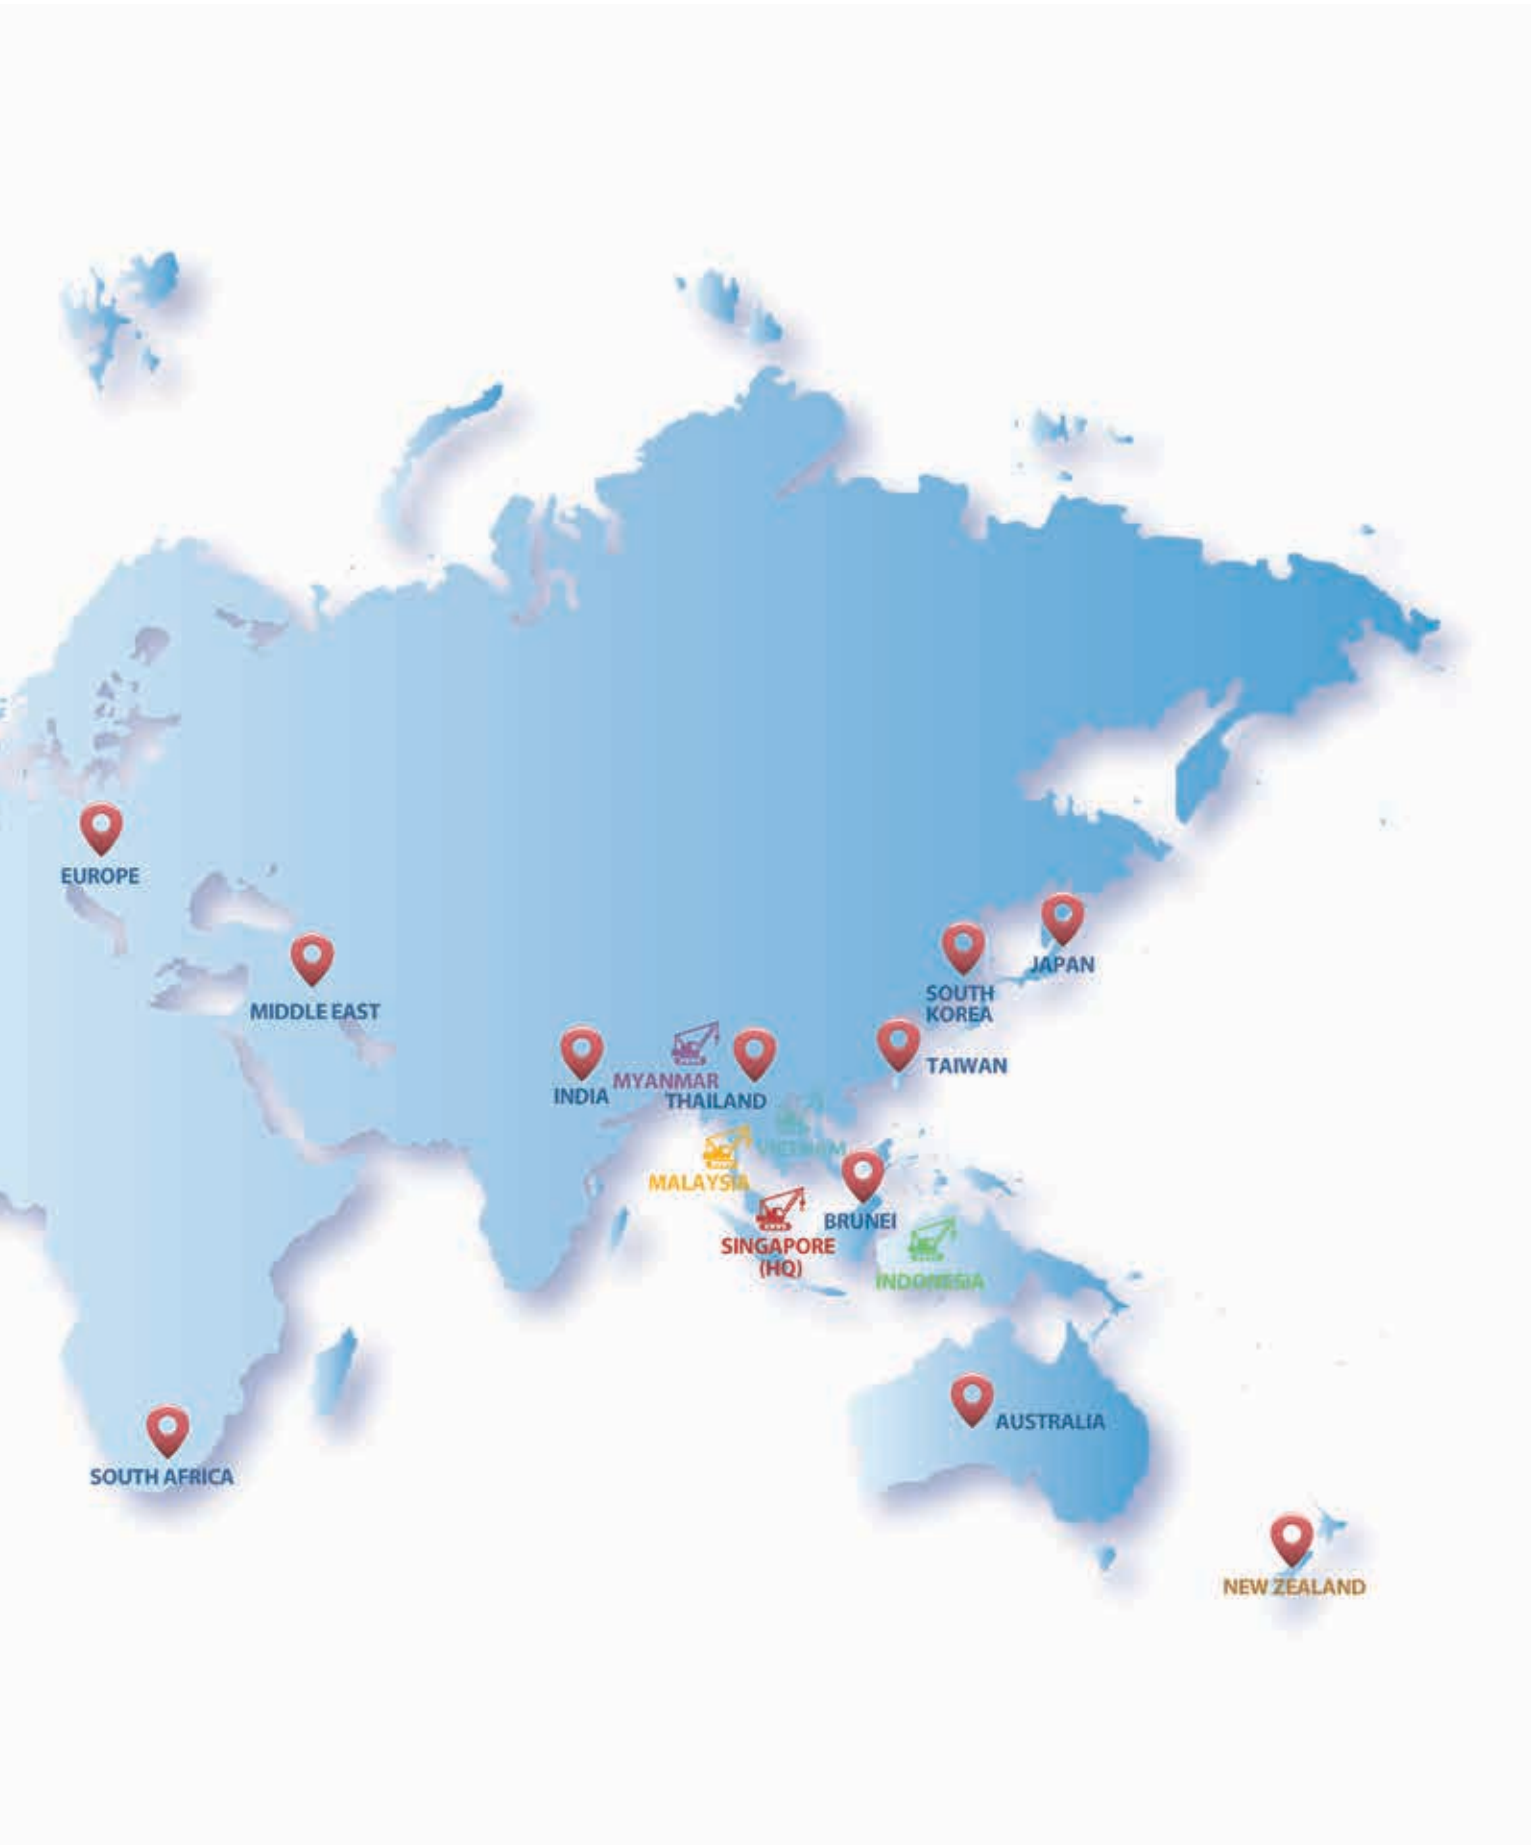 EUROPE
JAPAN
SOUTH
KOREA
MIDDLE EAST
TAIWAN
MYANMAR
INDIA
THAILAND
VIETNAM
MALAYSIA
BRUNEI
SINGAPORE
(HQ)
INDONESIA
AUSTRALIA
SOUTH AFRICA
NEW ZEALAND